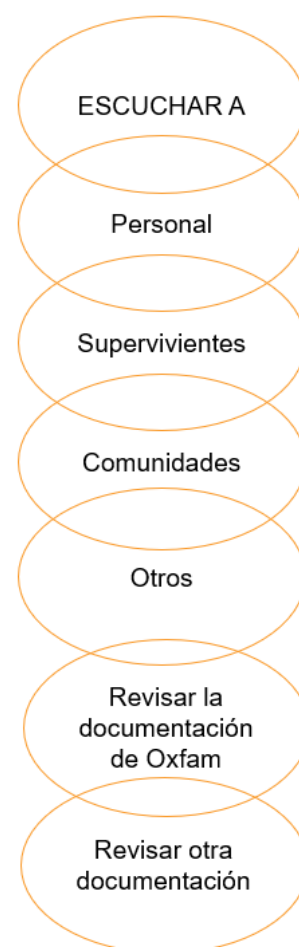 ESCUCHAR A
Personal
Supervivientes
Comunidades
Otros
Revisar la
documentación
de Oxfam
Revisar otra
documentación